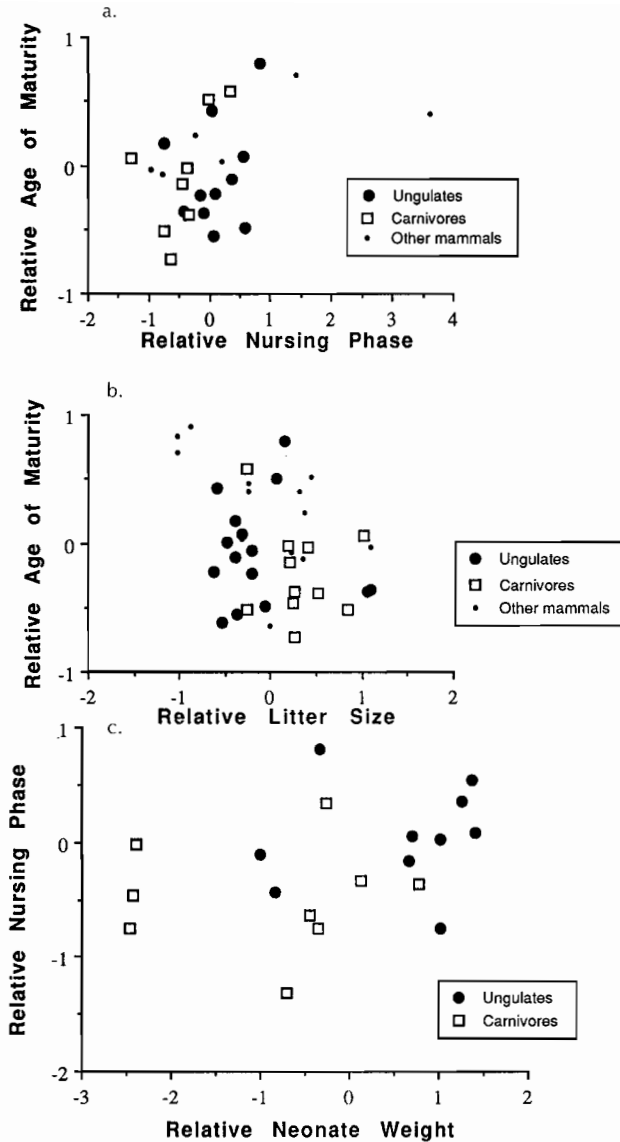 a.
Relative Age of Maturity
1
0
-1
-2 -1 0 1 2 3 4
Relative Nursing Phase
Ungulates
Carnivores
Other mammals
b.
Relative Age of Maturity
1
0
-1
-2 -1 0 1 2
Relative Litter Size
Ungulates
Carnivores
Other mammals
c.
Relative Nursing Phase
1
0
-1
-2
-3 -2 -1 0 1 2
Relative Neonate Weight
Ungulates
Carnivores